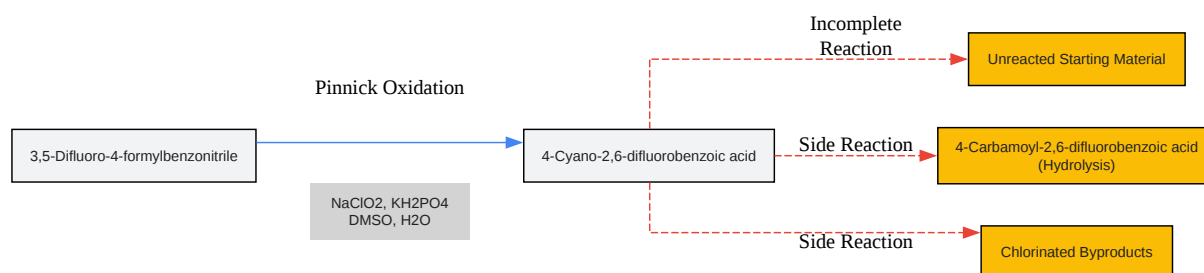 Incomplete
Reaction
Unreacted Starting Material
Pinnick Oxidation
3,5-Difluoro-4-formylbenzonitrile
4-Cyano-2,6-difluorobenzoic acid
Side Reaction
4-Carbamoyl-2,6-difluorobenzoic acid
(Hydrolysis)
NaClO2, KH2PO4
DMSO, H2O
Side Reaction
Chlorinated Byproducts